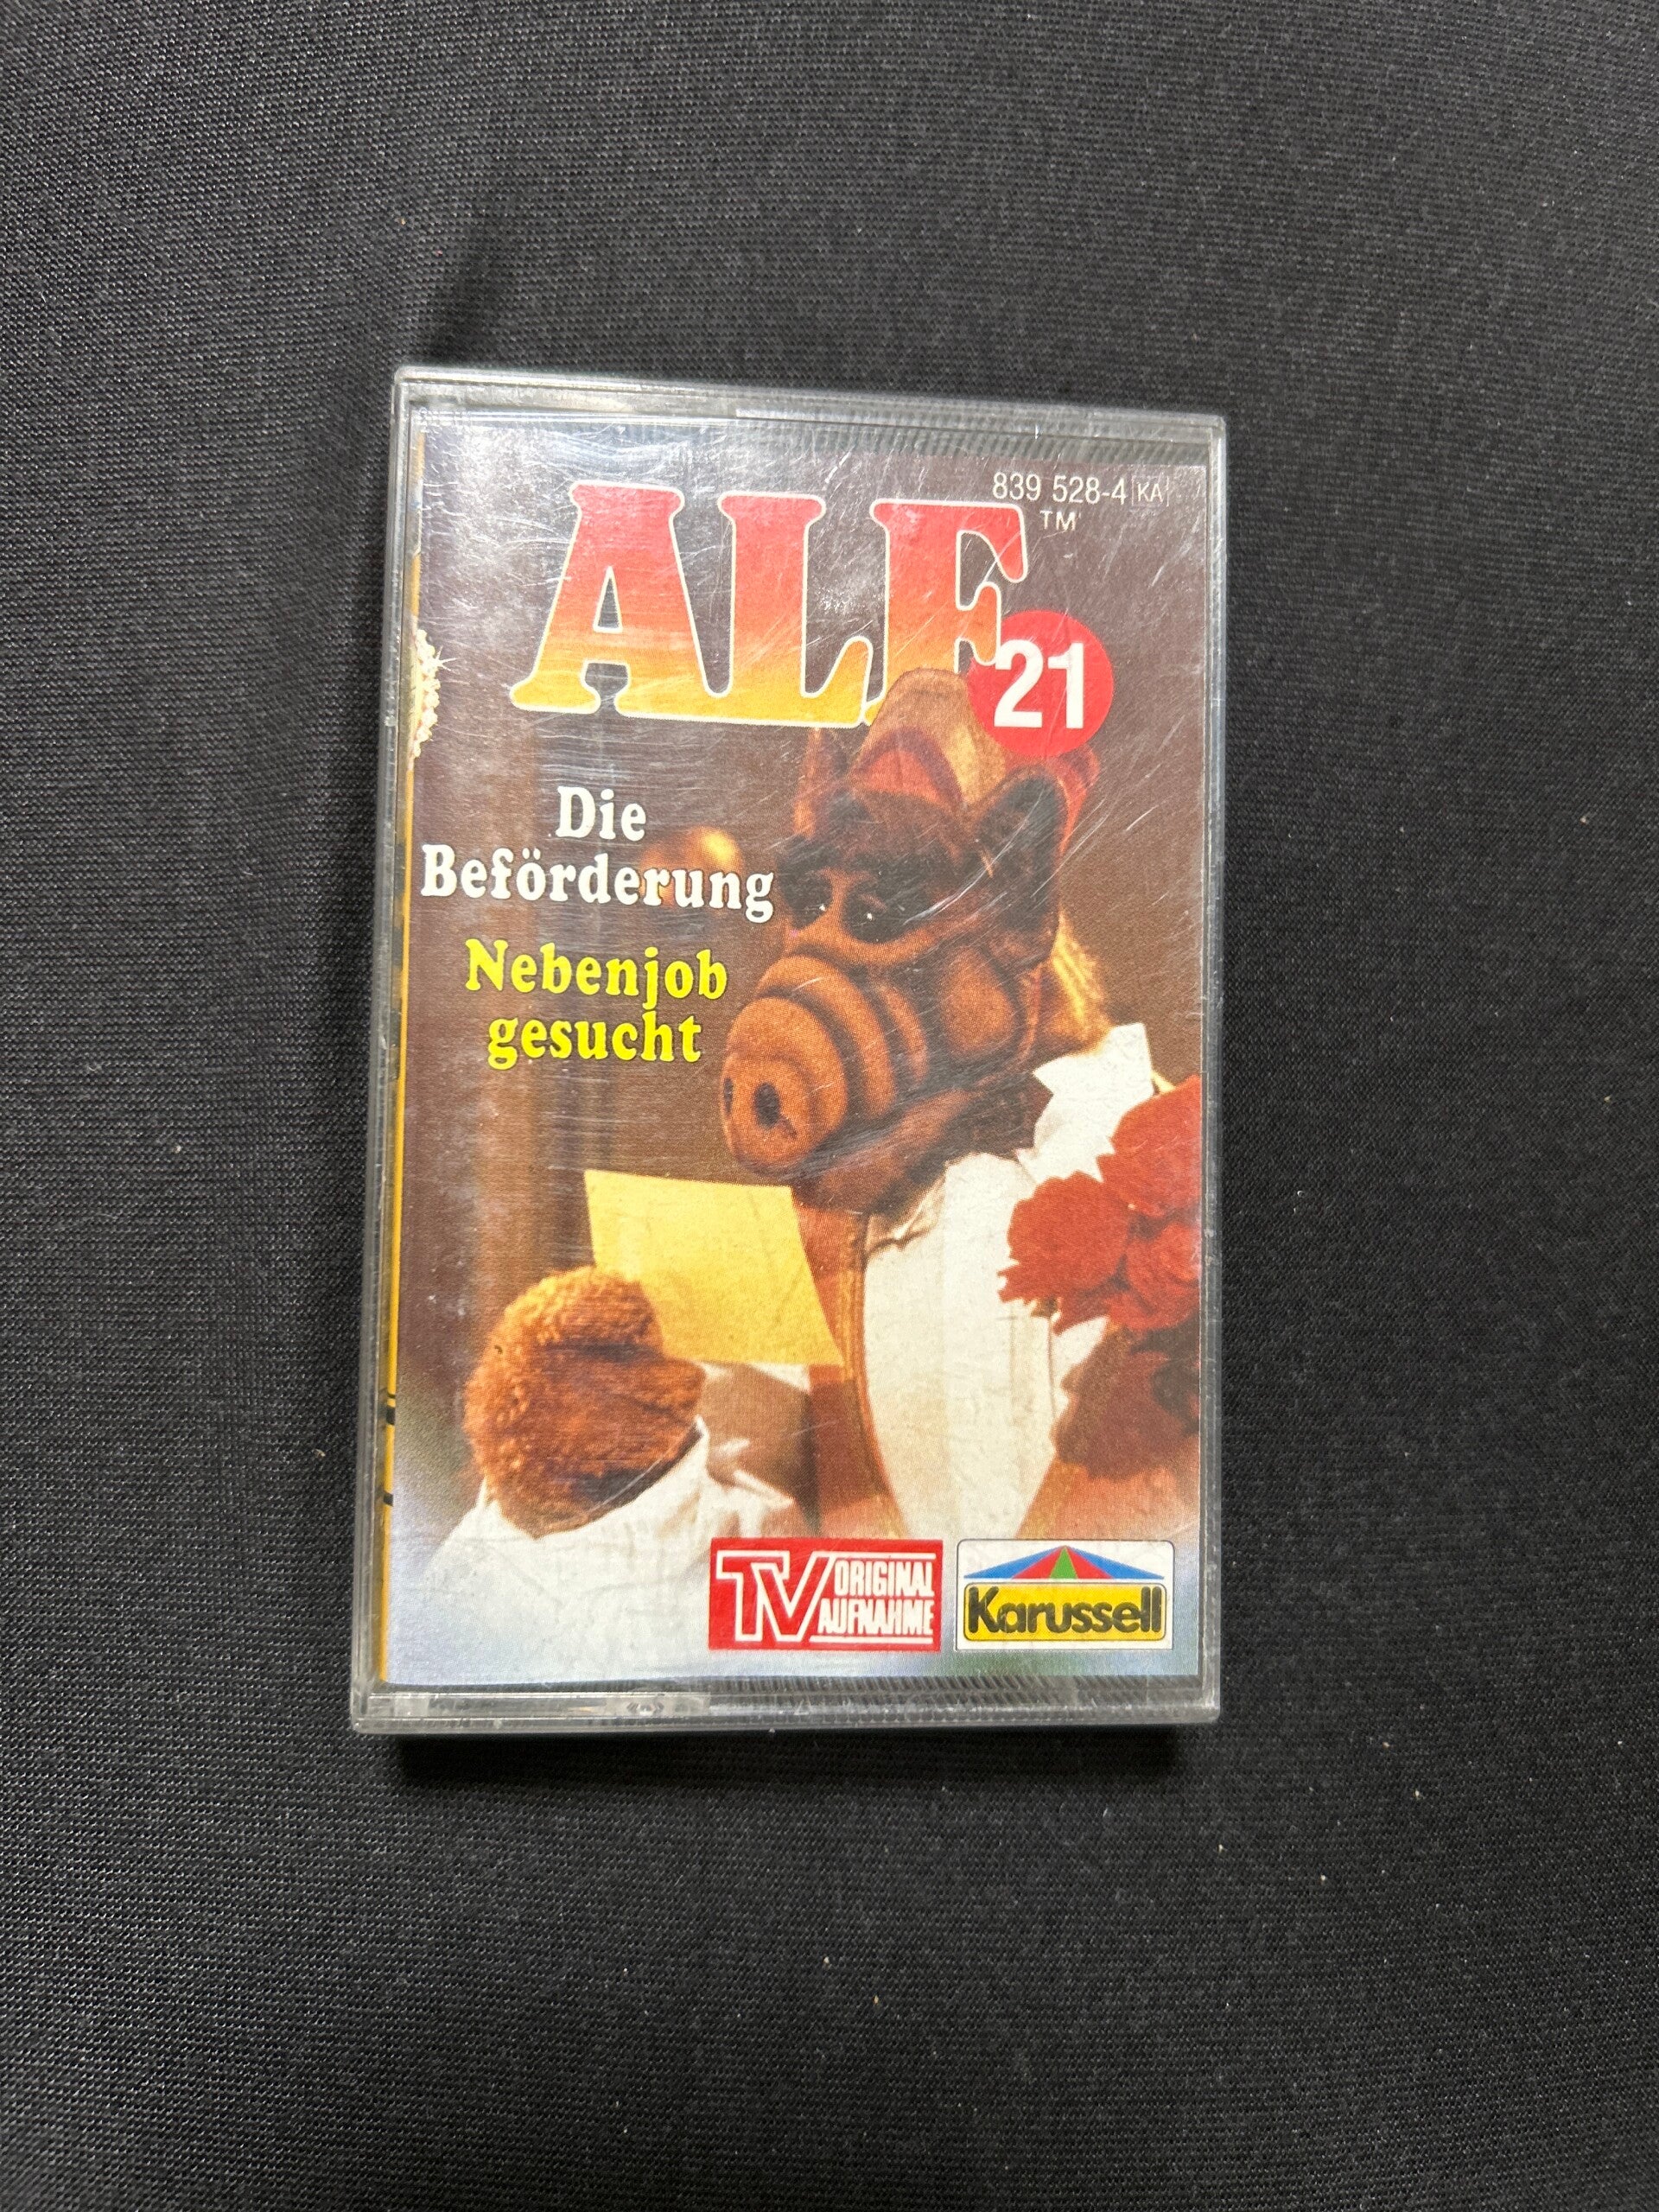 839 528-4 KA
ALF
TM
21
Die
Beförderung
Nebenjob
gesucht
TV ORIGINAL
AUFNAHME
Karussell